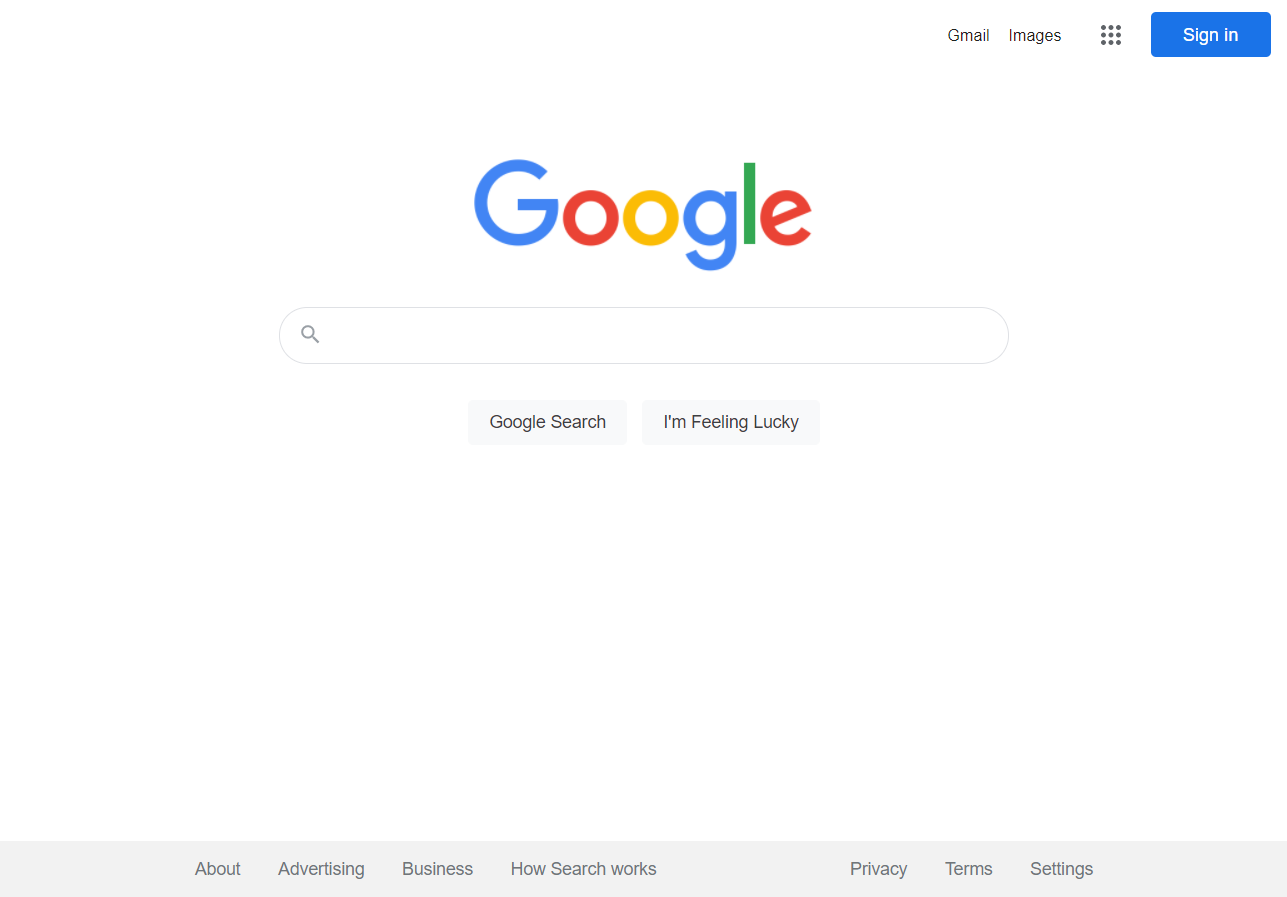 Gmail Images Sign in
Google
Google Search I'm Feeling Lucky
About Advertising Business How Search works Privacy Terms Settings